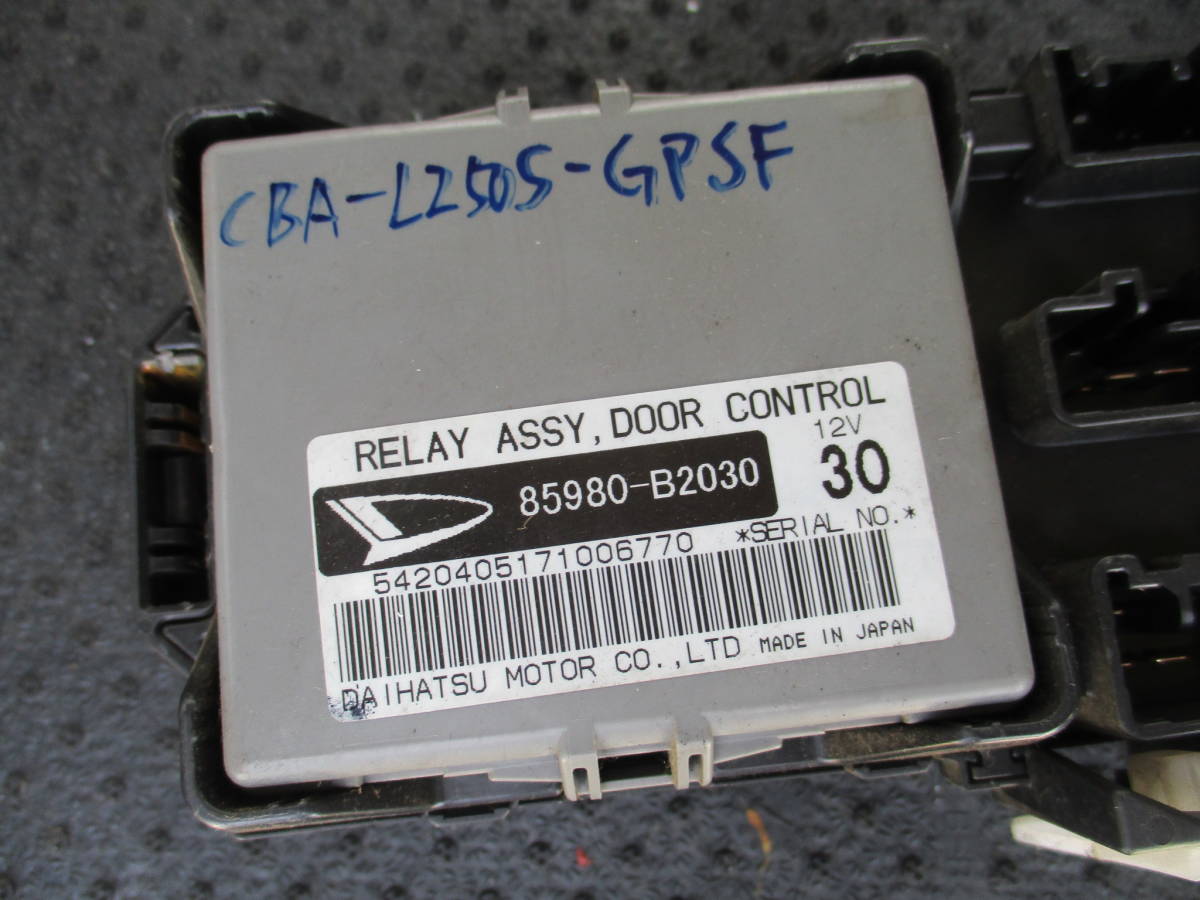 CBA-L250S-GPSF
RELAY ASSY, DOOR CONTROL
85980-B2030
12V
30
5420405171006770 *SERIAL NO.*
DAIHATSU MOTOR CO.,LTD MADE IN JAPAN